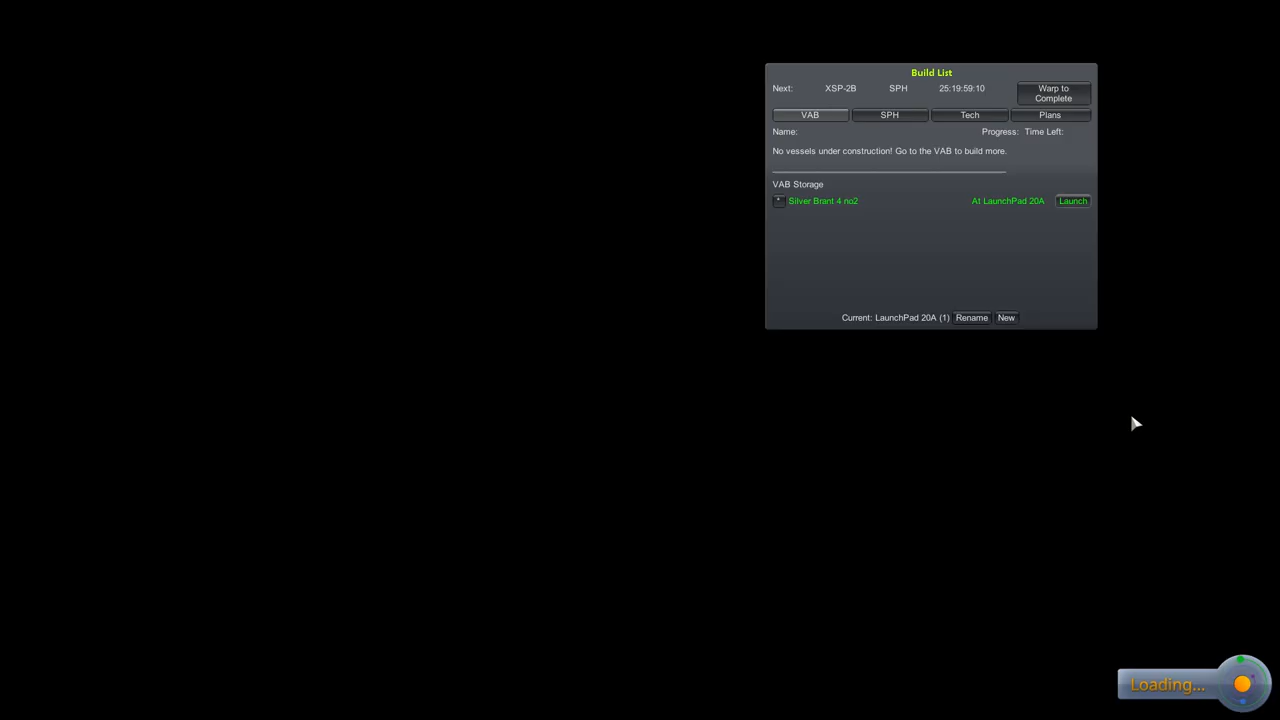 Build List
Next: XSP-2B SPH 25:19:59:10 Warp to Complete
VAB SPH Tech Plans
Name: Progress: Time Left:
No vessels under construction! Go to the VAB to build more.
VAB Storage
* Silver Brant 4 no2 At LaunchPad 20A Launch
Current: LaunchPad 20A (1) Rename New
Loading...